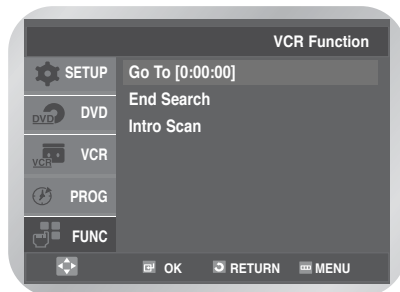 VCR Function
SETUP
Go To [0:00:00]
End Search
DVD
DVD
Intro Scan
VCR
VCR
PROG
FUNC
OK
RETURN
MENU